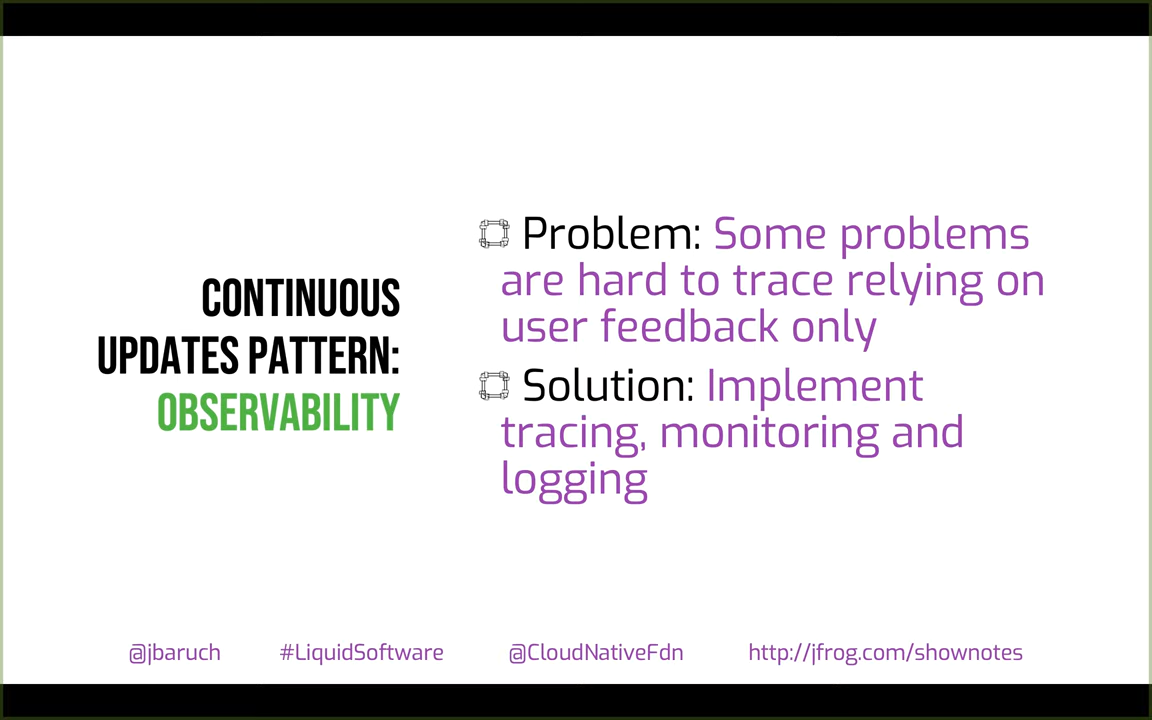 CONTINUOUS
UPDATES PATTERN:
OBSERVABILITY
Problem: Some problems
are hard to trace relying on
user feedback only
Solution: Implement
tracing, monitoring and
logging
@jbaruch #LiquidSoftware @CloudNativeFdn http://jfrog.com/shownotes